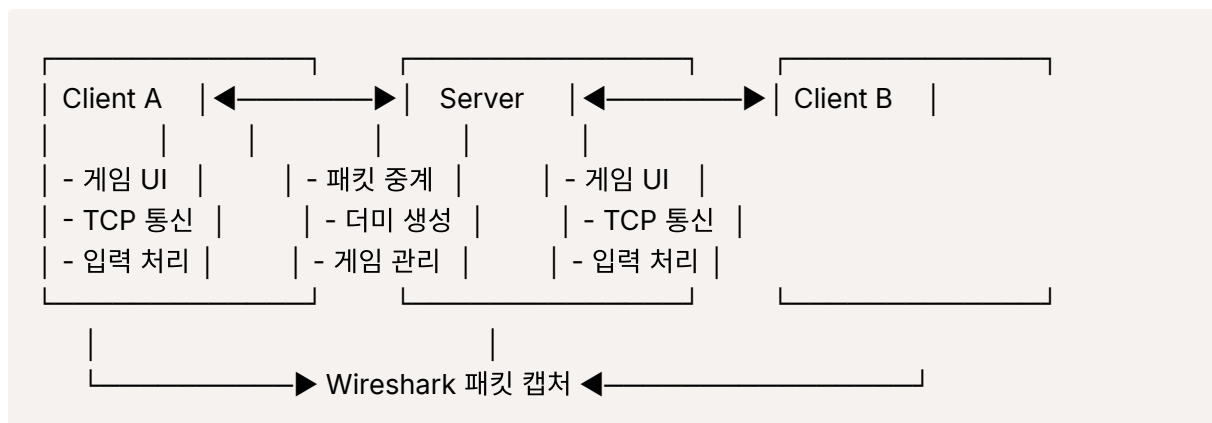 ┌─────────────────┐     ┌─────────────────┐     ┌─────────────────┐
│ Client A    │◀────────▶│   Server    │◀────────▶│ Client B    │
│             │         │             │         │             │
│ - 게임 UI   │         │ - 패킷 중계  │         │ - 게임 UI   │
│ - TCP 통신  │         │ - 더미 생성  │         │ - TCP 통신  │
│ - 입력 처리 │         │ - 게임 관리  │         │ - 입력 처리 │
└─────────────────┘     └─────────────────┘     └─────────────────┘
     │                                              │
     └────────────▶ Wireshark 패킷 캡처 ◀────────────────────┘